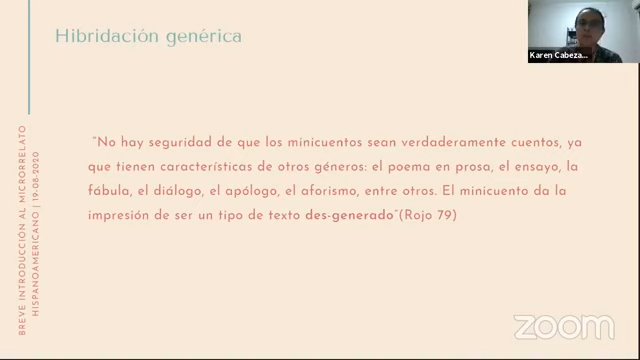 Hibridación genérica
Karen Cabeza...
"No hay seguridad de que los minicuentos sean verdaderamente cuentos, ya
que tienen características de otros géneros: el poema en prosa, el ensayo, la
fábula, el diálogo, el apólogo, el aforismo, entre otros. El minicuento da la
impresión de ser un tipo de texto des-generado"(Rojo 79)
BREVE INTRODUCCIÓN AL MICRORRELATO
HISPANOAMERICANO | 19-08-2020
zoom